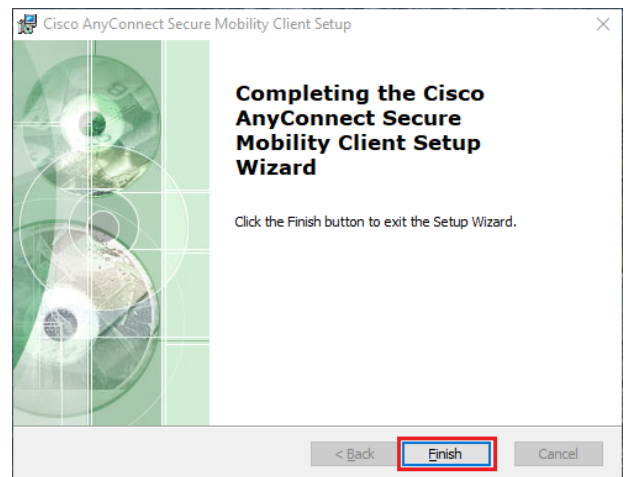 Cisco AnyConnect Secure Mobility Client Setup
Completing the Cisco
AnyConnect Secure
Mobility Client Setup
Wizard
Click the Finish button to exit the Setup Wizard.
< Back
Finish
Cancel